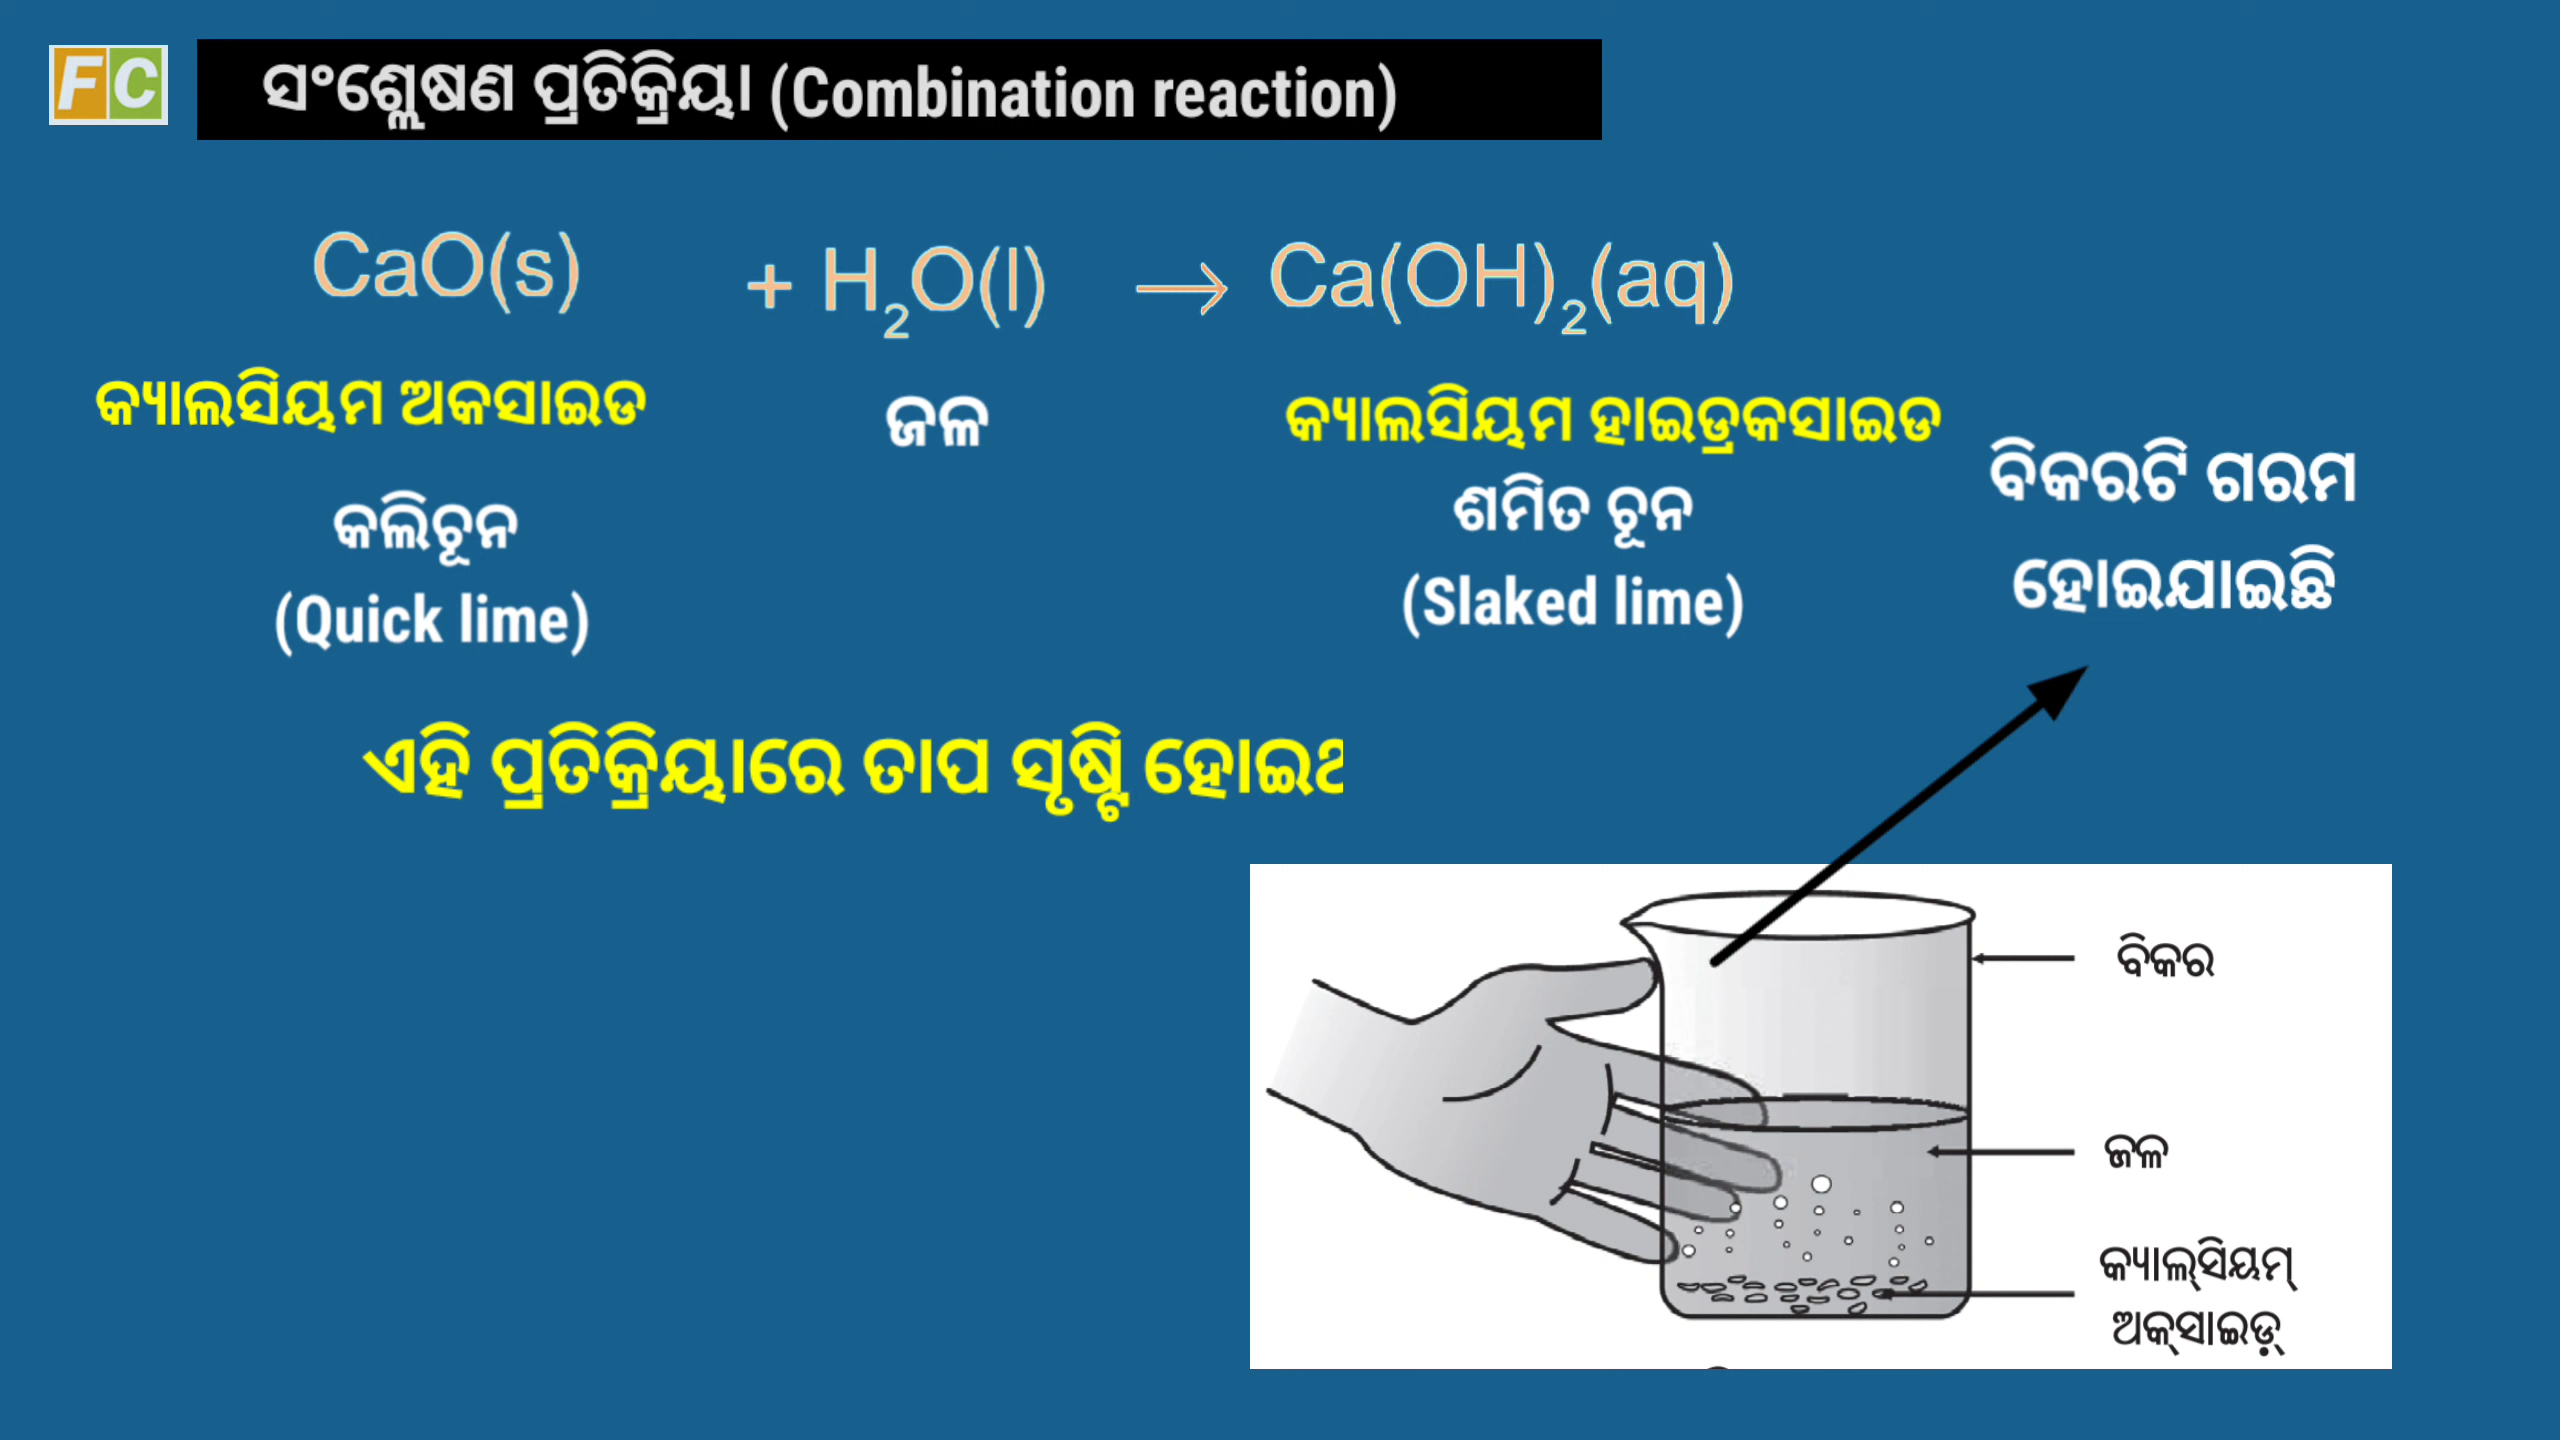 FC
ସଂଶ୍ଳେଷଣ ପ୍ରତିକ୍ରିୟା (Combination reaction)
CaO(s) + H₂O(l) → Ca(OH)₂(aq)
କ୍ୟାଲସିୟମ ଅକସାଇଡ ଜଳ କ୍ୟାଲସିୟମ ହାଇଡ୍ରକସାଇଡ
କଲିଚୂନ ଶମିତ ଚୂନ
(Quick lime) (Slaked lime)
ବିକରଟି ଗରମ
ହୋଇଯାଇଛି
ଏହି ପ୍ରତିକ୍ରିୟାରେ ତାପ ସୃଷ୍ଟି
ବିକର
ଜଳ
କ୍ୟାଲ୍‌ସିୟମ୍
ଅକ୍‌ସାଇଡ଼୍